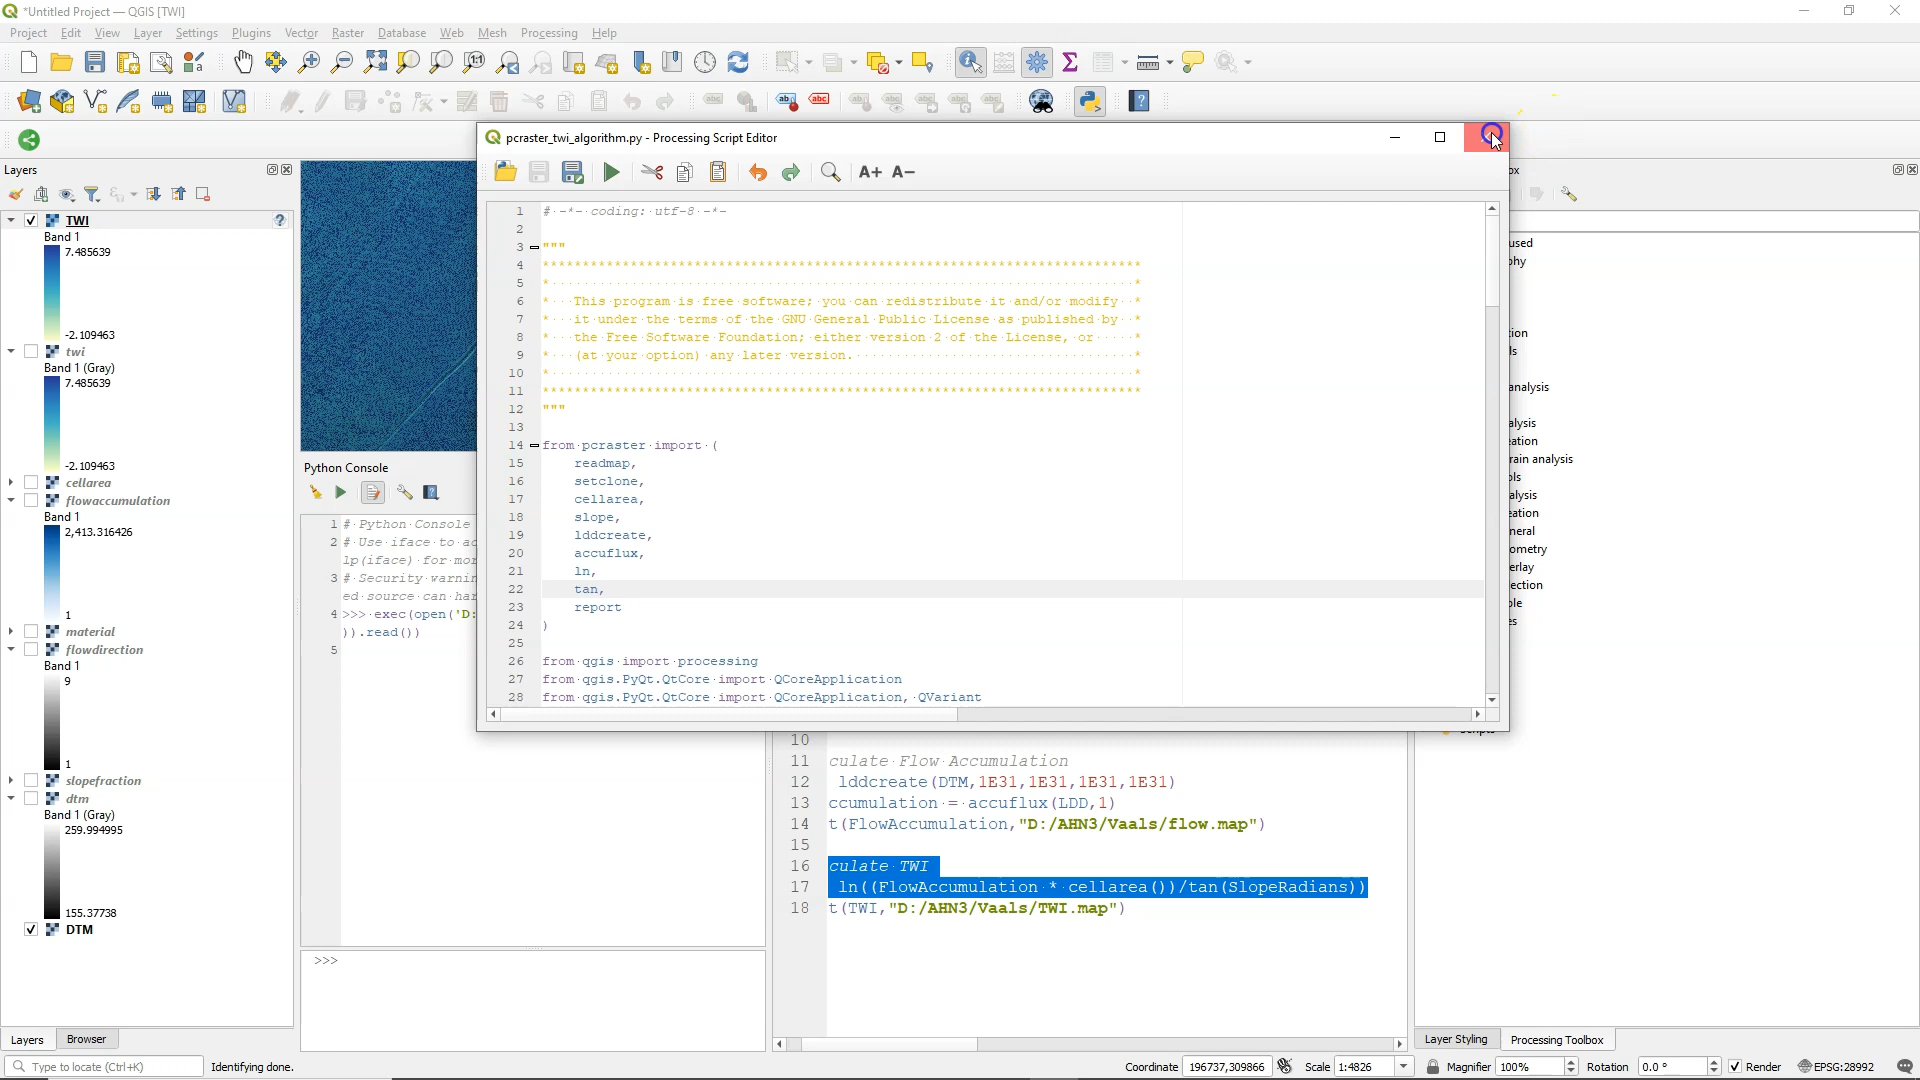 *Untitled Project — QGIS [TWI]
Project Edit View Layer Settings Plugins Vector Raster Database Web Mesh Processing Help
Layers
TWI
Band 1
7.485639
-2.109463
twi
Band 1 (Gray)
7.485639
-2.109463
cellarea
flowaccumulation
Band 1
2,413.316426
1
material
flowdirection
Band 1
9
1
slopefraction
dtm
Band 1 (Gray)
259.994995
155.37738
DTM
Layers Browser
Python Console
1 # Python Console
2 # Use iface to ac
lp(iface) for mor
3 # Security warnin
ed source can har
4 >>> exec(open('D:
)).read())
5
>>>
pcraster_twi_algorithm.py - Processing Script Editor
A+ A-
1 # -*- coding: utf-8 -*-
2
3 """
4 ***************************************************************************
5 * *
6 * This program is free software; you can redistribute it and/or modify *
7 * it under the terms of the GNU General Public License as published by *
8 * the Free Software Foundation; either version 2 of the License, or *
9 * (at your option) any later version. *
10 * *
11 ***************************************************************************
12 """
13
14 from pcraster import (
15 readmap,
16 setclone,
17 cellarea,
18 slope,
19 lddcreate,
20 accuflux,
21 ln,
22 tan,
23 report
24 )
25
26 from qgis import processing
27 from qgis.PyQt.QtCore import QCoreApplication
28 from qgis.PyQt.QtCore import QCoreApplication, QVariant
10
11 culate Flow Accumulation
12 lddcreate(DTM,1E31,1E31,1E31,1E31)
13 ccumulation = accuflux(LDD,1)
14 t(FlowAccumulation,"D:/AHN3/Vaals/flow.map")
15
16 culate TWI
17 ln((FlowAccumulation * cellarea())/tan(SlopeRadians))
18 t(TWI,"D:/AHN3/Vaals/TWI.map")
ox
used
phy
ion
ls
analysis
lysis
ation
rain analysis
ols
alysis
eation
neral
ometry
erlay
ection
ble
es
Layer Styling Processing Toolbox
Type to locate (Ctrl+K) Identifying done. Coordinate 196737,309866 Scale 1:4826 Magnifier 100% Rotation 0.0 ° Render EPSG:28992